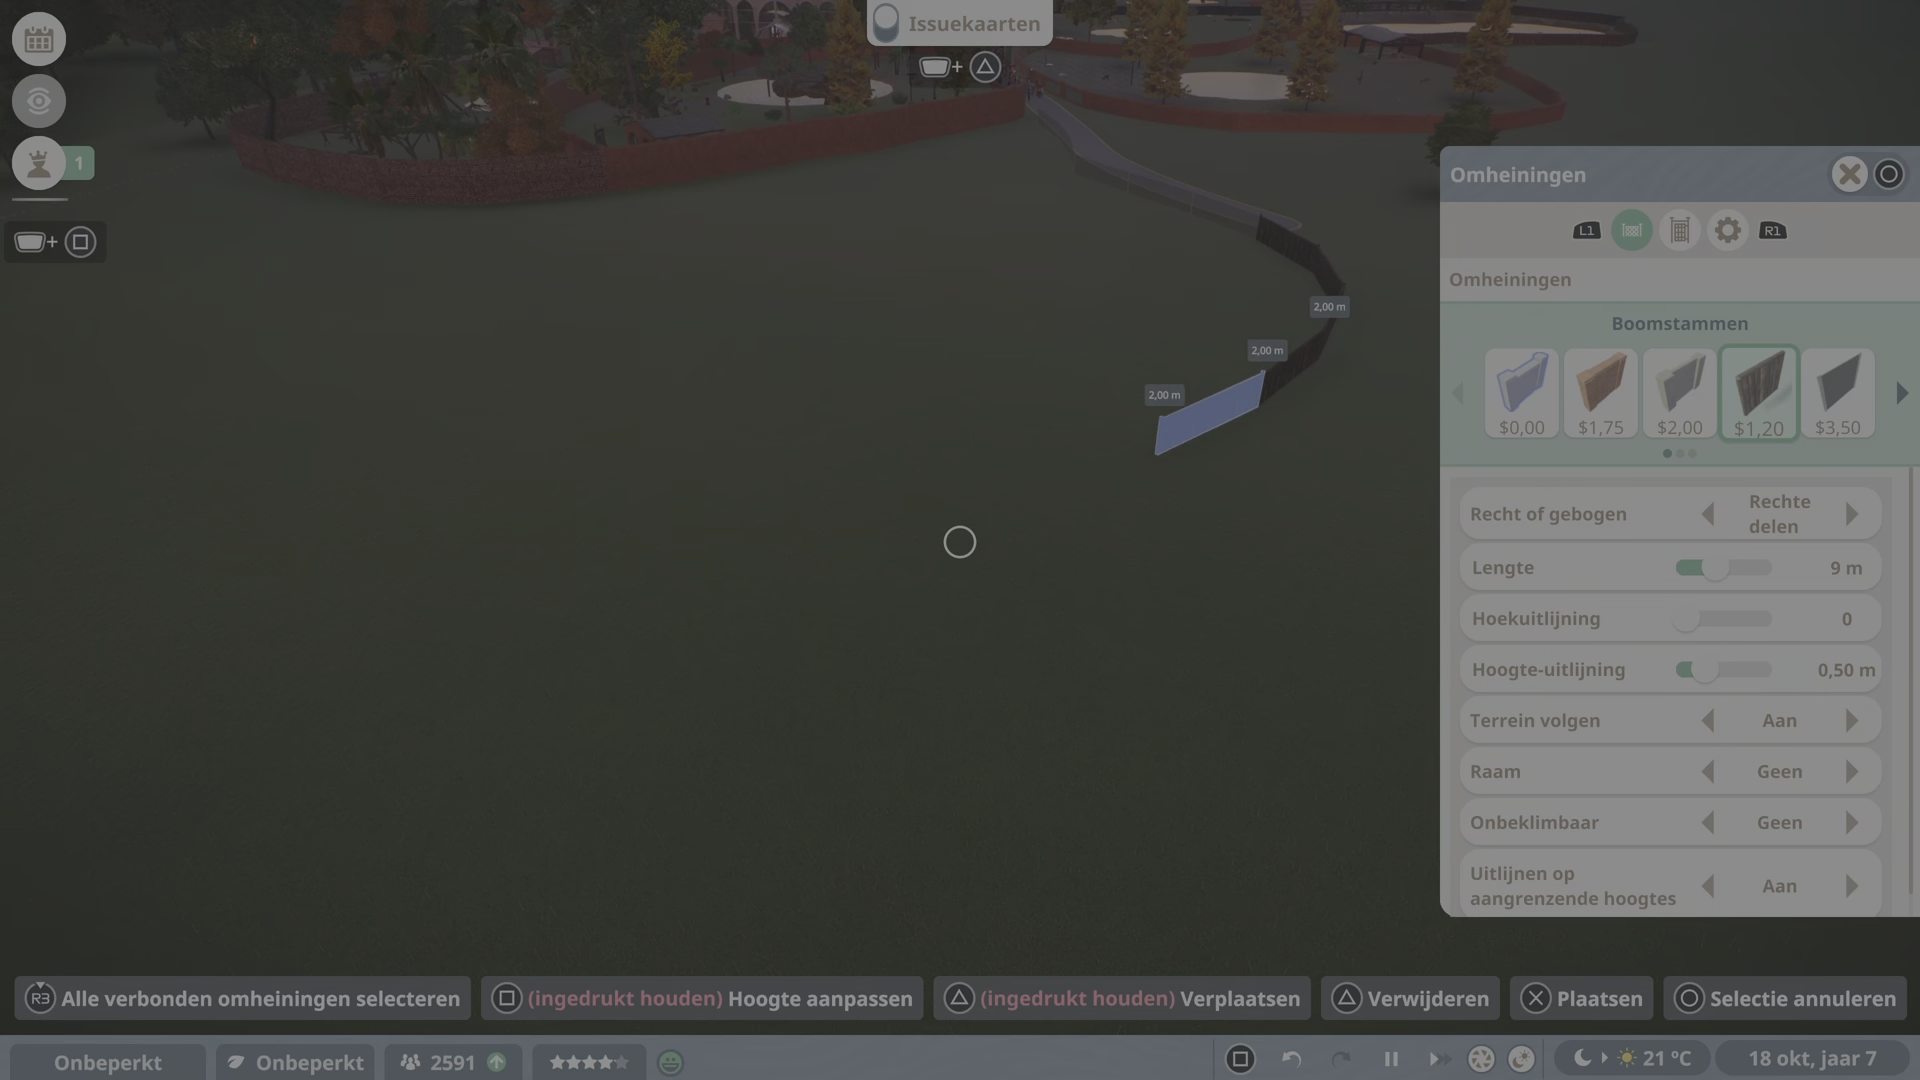 Issuekaarten
+
1
+
Omheiningen
L1
R1
Omheiningen
Boomstammen
$0,00
$1,75
$2,00
$1,20
$3,50
Recht of gebogen
Rechte
delen
Lengte
9 m
Hoekuitlijning
0
Hoogte-uitlijning
0,50 m
Terrein volgen
Aan
Raam
Geen
Onbeklimbaar
Geen
Uitlijnen op
aangrenzende hoogtes
Aan
2,00 m
2,00 m
2,00 m
R3 Alle verbonden omheiningen selecteren
(ingedrukt houden) Hoogte aanpassen
(ingedrukt houden) Verplaatsen
Verwijderen
Plaatsen
Selectie annuleren
Onbeperkt
Onbeperkt
2591
21 ºC
18 okt, jaar 7